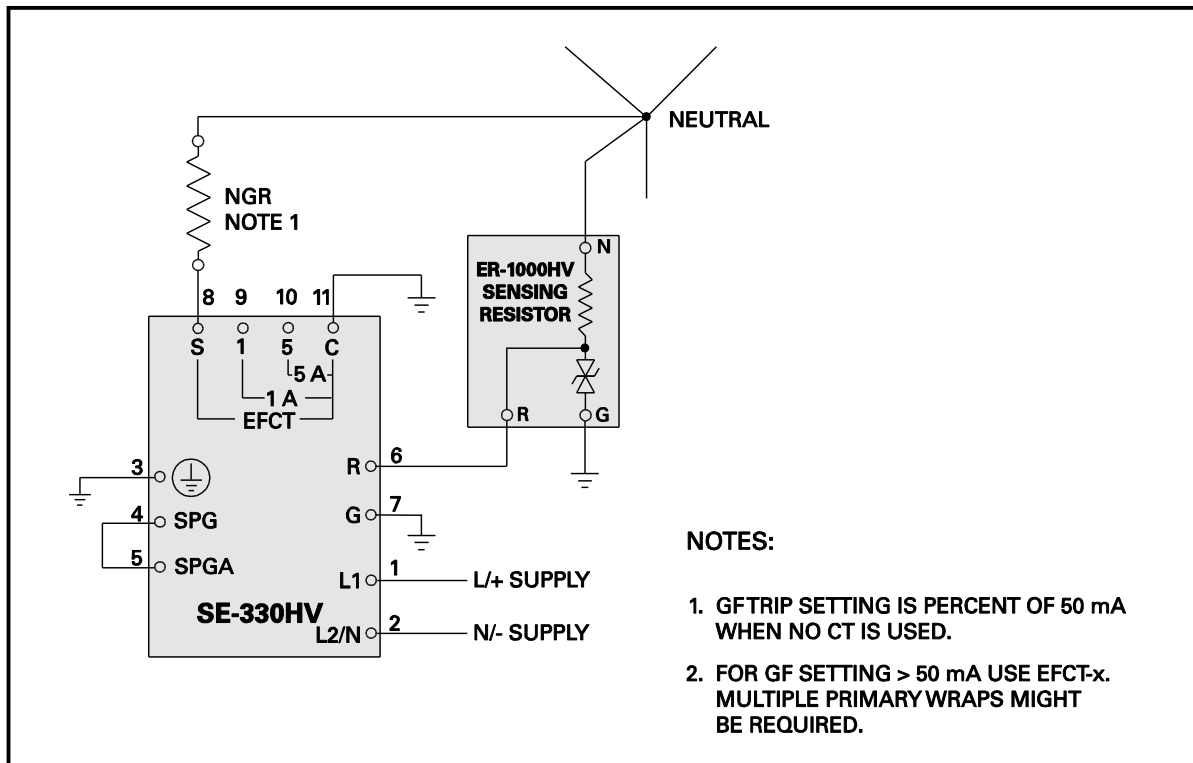 NEUTRAL
NGR
NOTE 1
N
ER-1000HV
SENSING
RESISTOR
8 9 10 11
S 1 5 C
5 A
1 A
EFCT
R G
R 6
3
4 SPG
G 7
5 SPGA
L1 1 L/+ SUPPLY
SE-330HV
L2/N 2 N/- SUPPLY
NOTES:
1. GF TRIP SETTING IS PERCENT OF 50 mA
WHEN NO CT IS USED.
2. FOR GF SETTING > 50 mA USE EFCT-x.
MULTIPLE PRIMARY WRAPS MIGHT
BE REQUIRED.